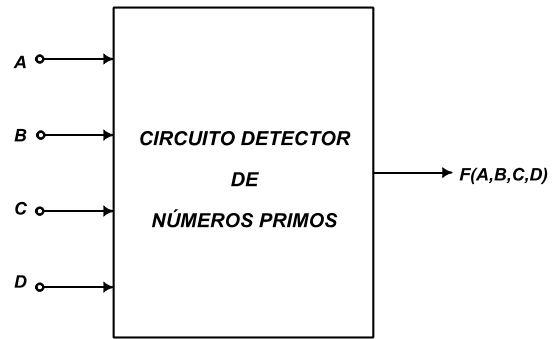 A
B
C
D
CIRCUITO DETECTOR
DE
NÚMEROS PRIMOS
F(A,B,C,D)